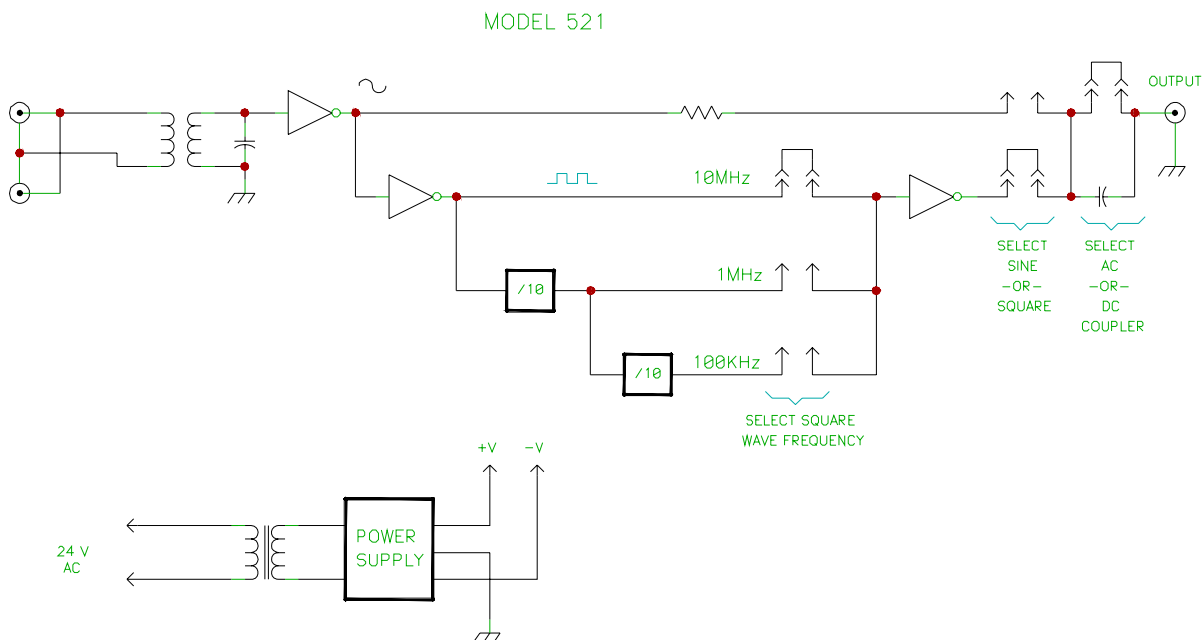 MODEL 521
OUTPUT
10MHz
1MHz
/10
100KHz
/10
SELECT
SINE
-OR-
SQUARE
SELECT
AC
-OR-
DC
COUPLER
SELECT SQUARE
WAVE FREQUENCY
+V
-V
24 V
AC
POWER
SUPPLY